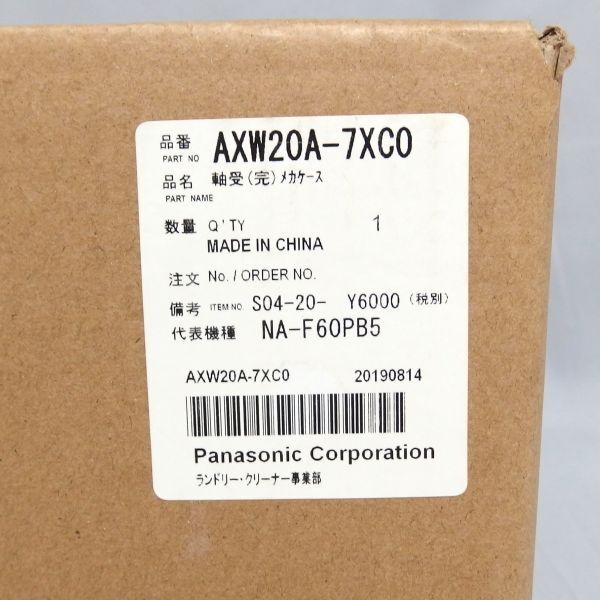 品番 AXW20A-7XC0
PART NO
品名 軸受(完)メカケース
PART NAME
数量 Q'TY 1
MADE IN CHINA
注文 No. / ORDER NO.
備考 ITEM NO. S04-20- Y6000 (税別)
代表機種 NA-F60PB5
AXW20A-7XC0 20190814
Panasonic Corporation
ランドリー・クリーナー事業部